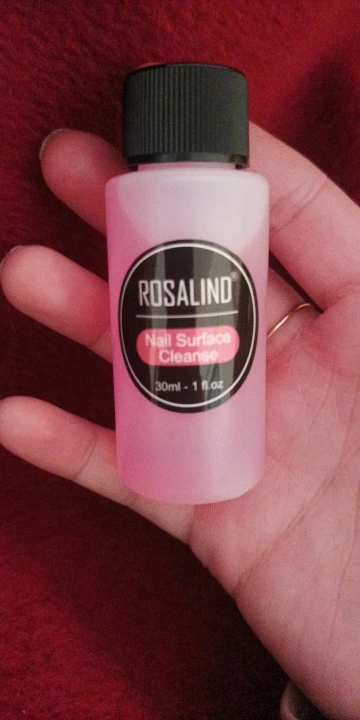 ROSALIND®
Nail Surface
Cleanse
30ml - 1 fl.oz